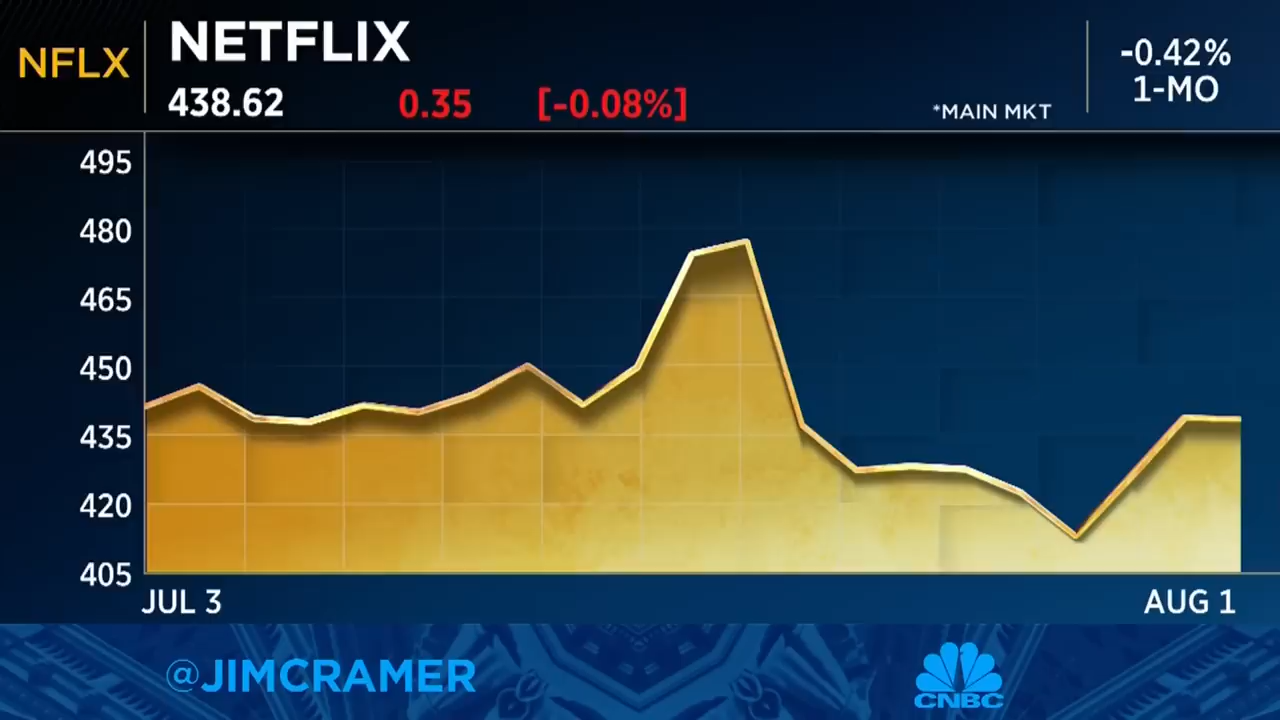 NFLX
NETFLIX
438.62 0.35 [-0.08%]
*MAIN MKT
-0.42%
1-MO
495
480
465
450
435
420
405
JUL 3 AUG 1
@JIMCRAMER
CNBC